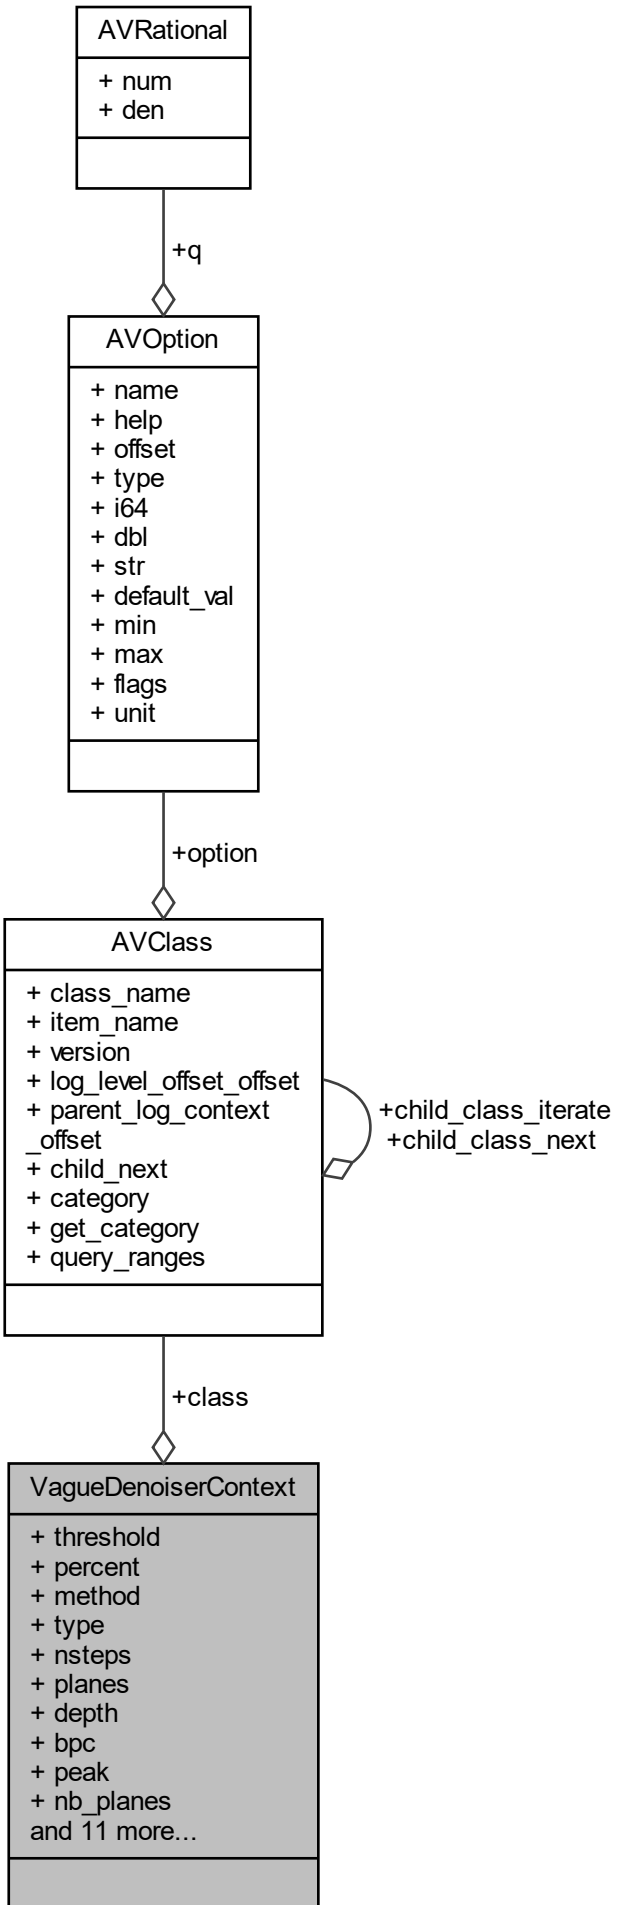 AVRational
+ num
+ den
+q
AVOption
+ name
+ help
+ offset
+ type
+ i64
+ dbl
+ str
+ default_val
+ min
+ max
+ flags
+ unit
+option
AVClass
+ class_name
+ item_name
+ version
+ log_level_offset_offset
+ parent_log_context
_offset
+ child_next
+ category
+ get_category
+ query_ranges
+child_class_iterate
+child_class_next
+class
VagueDenoiserContext
+ threshold
+ percent
+ method
+ type
+ nsteps
+ planes
+ depth
+ bpc
+ peak
+ nb_planes
and 11 more...